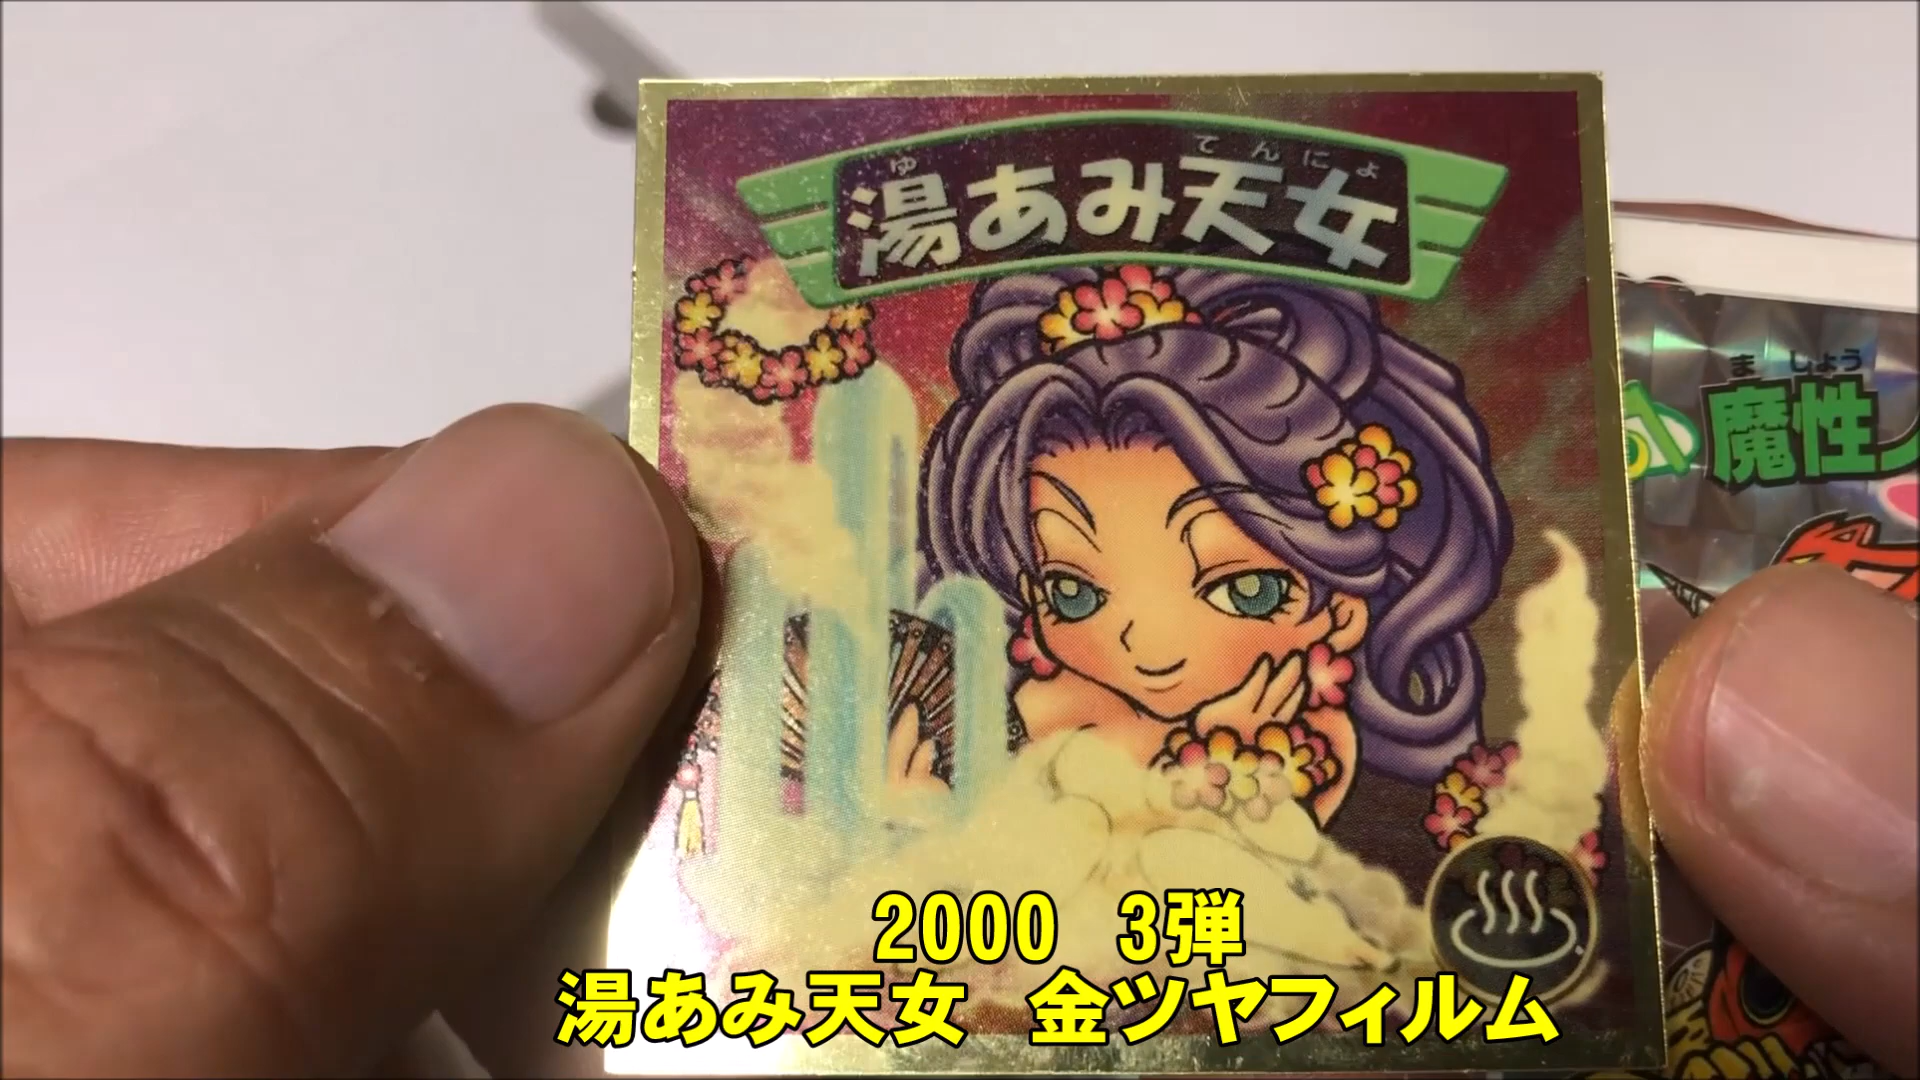 ゆ てんにょ
湯あみ天女
ま しょう
魔性
2000 3弾
湯あみ天女 金ツヤフィルム